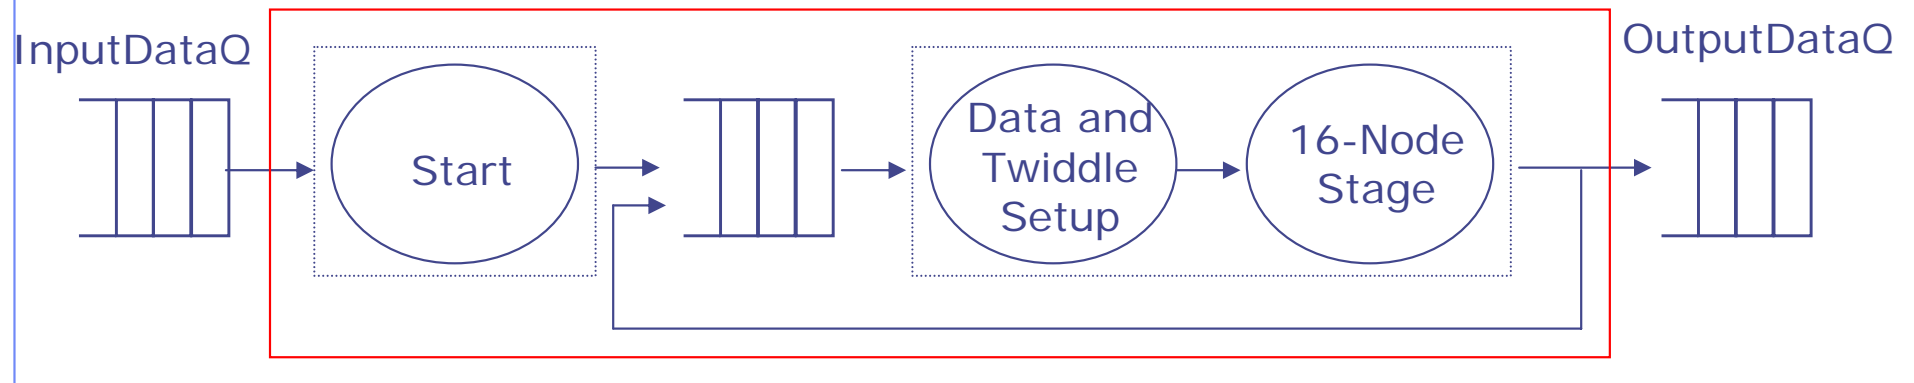 InputDataQ
Start
Data and
Twiddle
Setup
16-Node
Stage
OutputDataQ